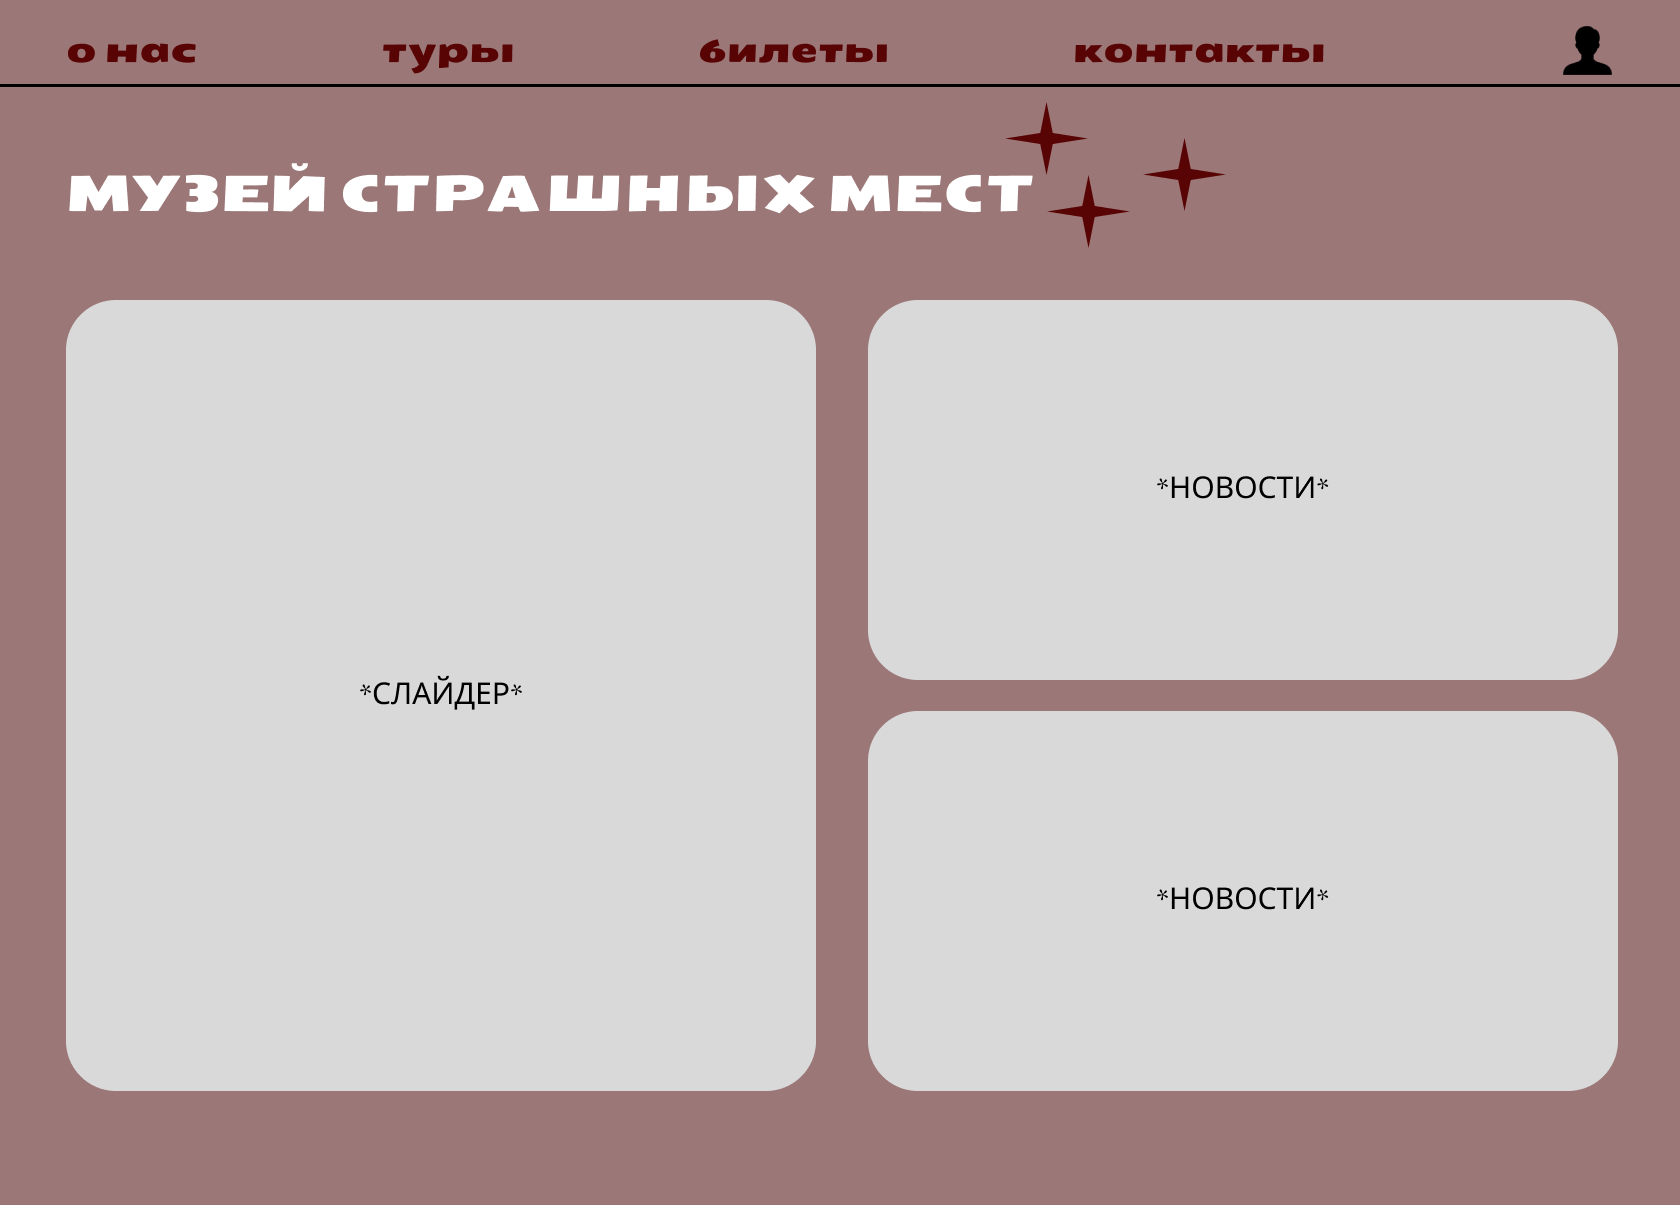 о нас туры билеты контакты
МУЗЕЙ СТРАШНЫХ МЕСТ
*СЛАЙДЕР*
*НОВОСТИ*
*НОВОСТИ*